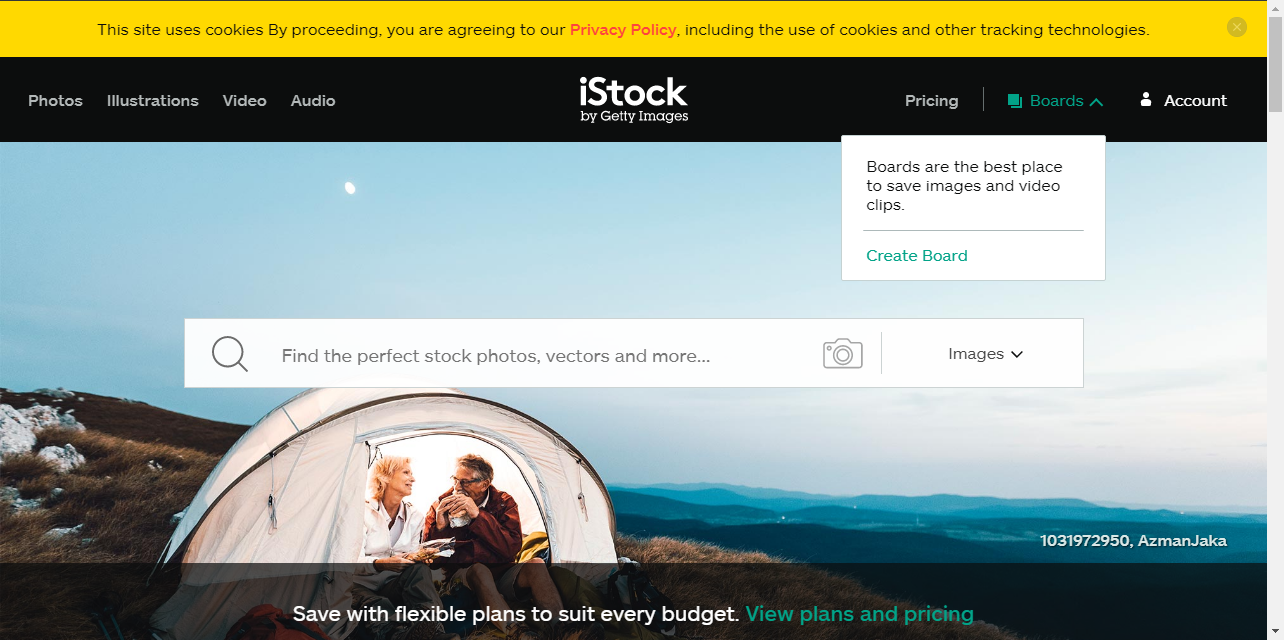 This site uses cookies By proceeding, you are agreeing to our Privacy Policy, including the use of cookies and other tracking technologies.
Photos Illustrations Video Audio
iStock
by Getty Images
Pricing Boards Account
Boards are the best place
to save images and video
clips.
Create Board
Find the perfect stock photos, vectors and more...
Images
1031972950, AzmanJaka
Save with flexible plans to suit every budget. View plans and pricing